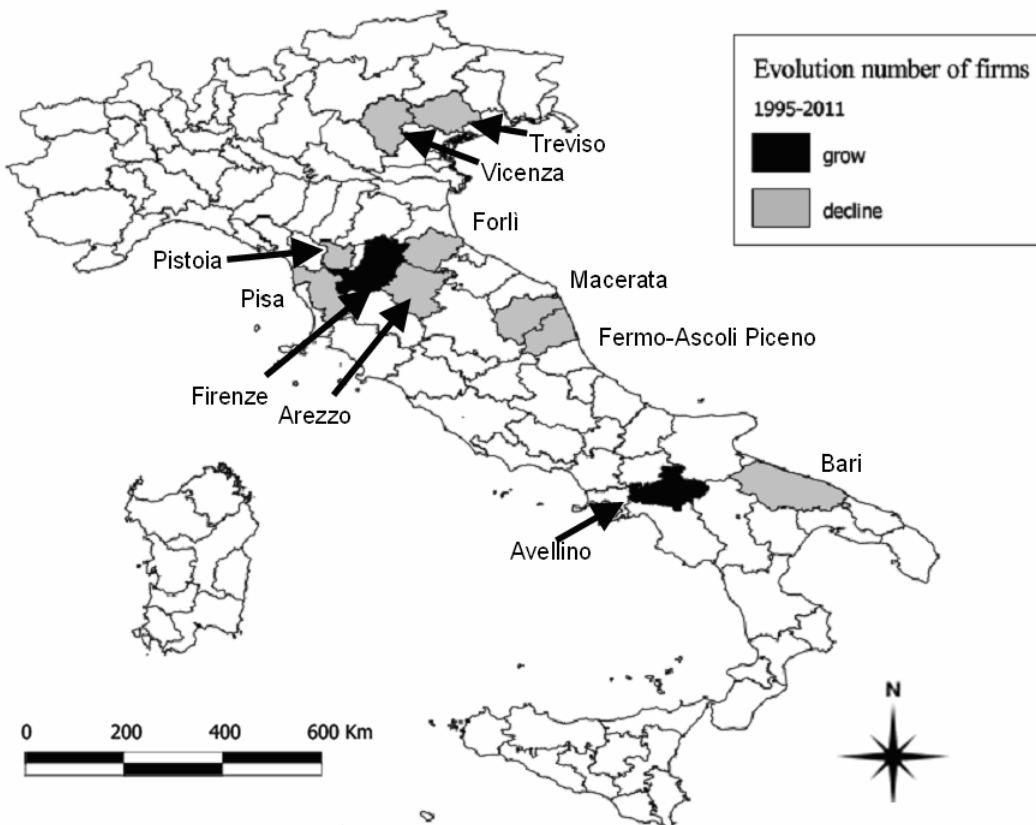 Evolution number of firms
1995-2011
grow
decline
Treviso
Vicenza
Forlì
Pistoia
Pisa
Macerata
Fermo-Ascoli Piceno
Firenze
Arezzo
Bari
Avellino
N
0 200 400 600 Km